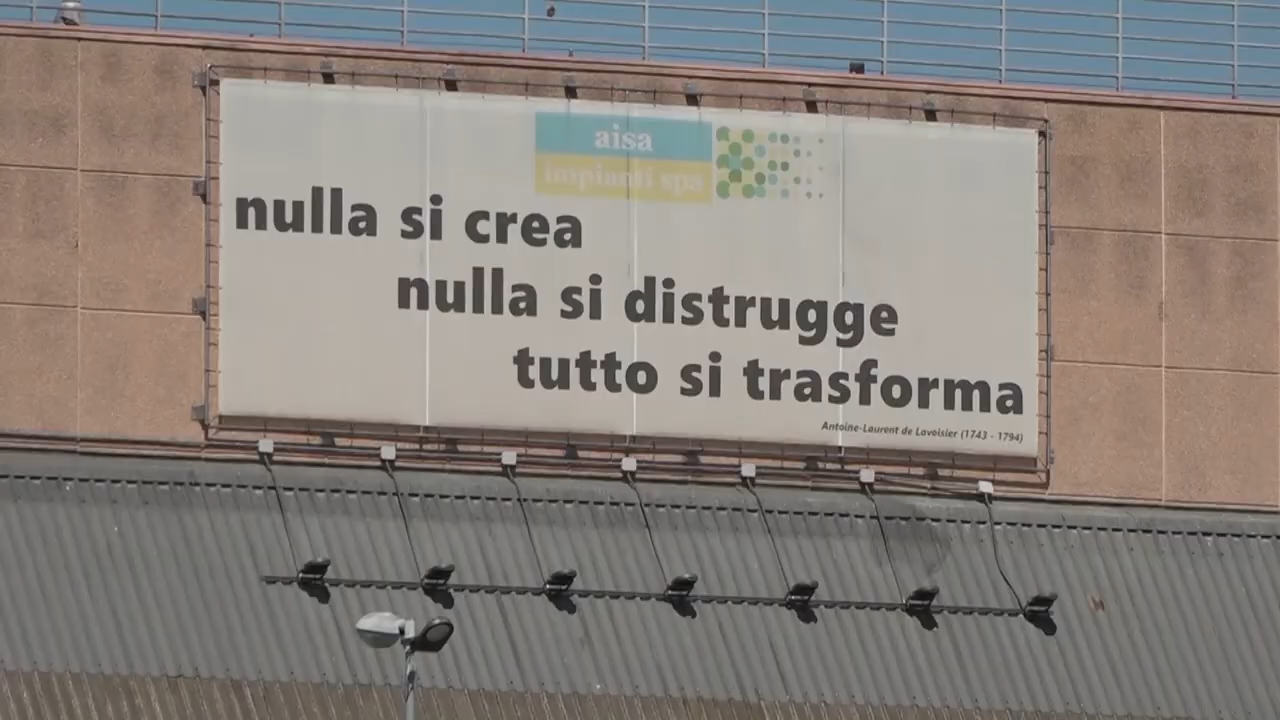 aisa
impianti spa
nulla si crea
nulla si distrugge
tutto si trasforma
Antoine-Laurent de Lavoisier (1743 - 1794)